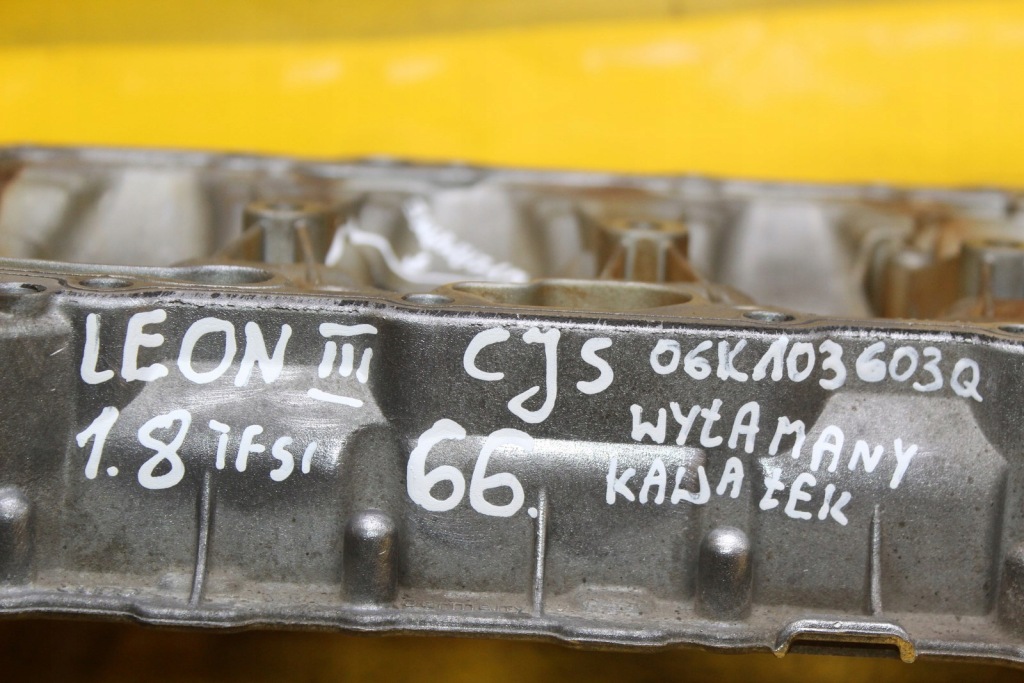 LEON III
1.8 TFSI
CJS
66.
06K103603Q
WYŁAMANY
KAWAŁEK